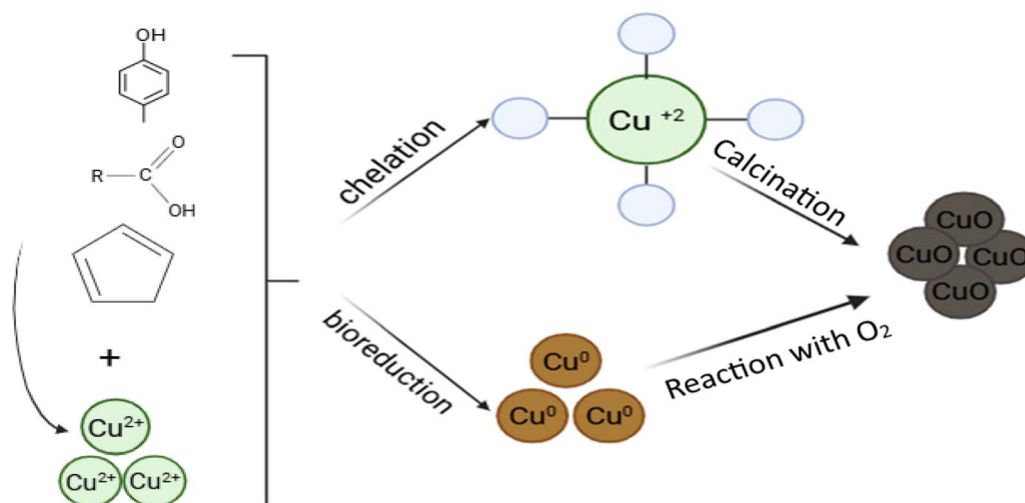 OH
O
R
C
OH
+
Cu²⁺
Cu²⁺
Cu²⁺
chelation
bioreduction
Cu ⁺²
Calcination
Cu⁰
Cu⁰
Cu⁰
Reaction with O₂
CuO
CuO
CuO
CuO